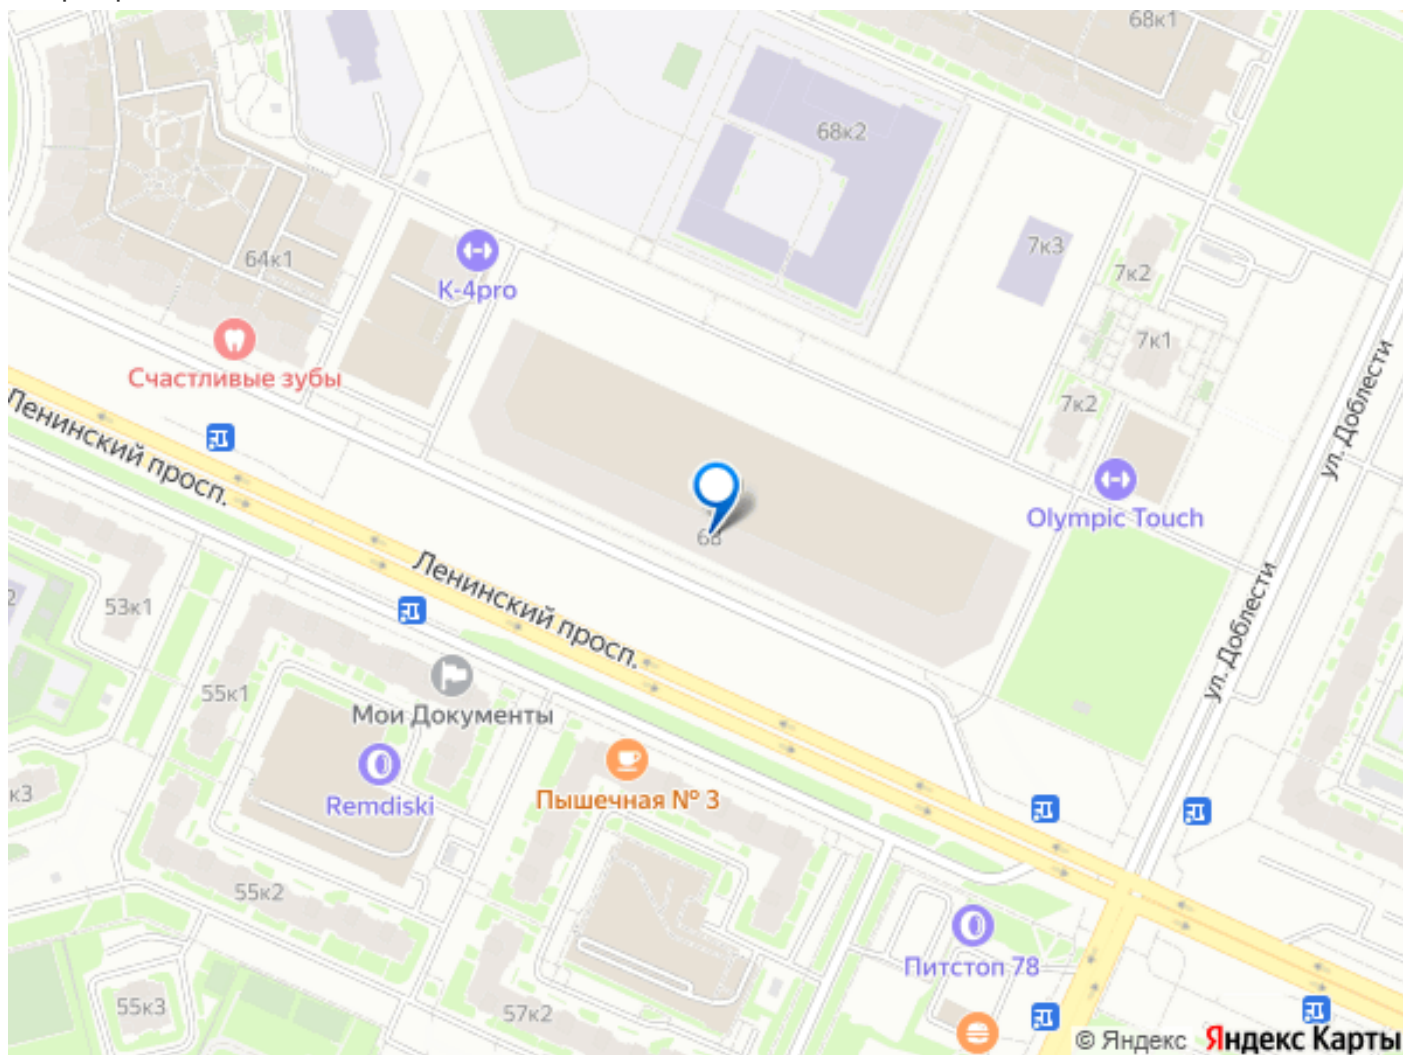 68к1
68к2
7к3
7к2
64к1
K-4pro
7к1
Счастливые зубы
7к2
Ленинский просп.
ул. Доблести
Olympic Touch
68
Ленинский просп.
53к1
ул. Доблести
55к1
Мои Документы
к3
Remdiski
Пышечная № 3
55к2
Питстоп 78
55к3
57к2
© Яндекс Яндекс Карты